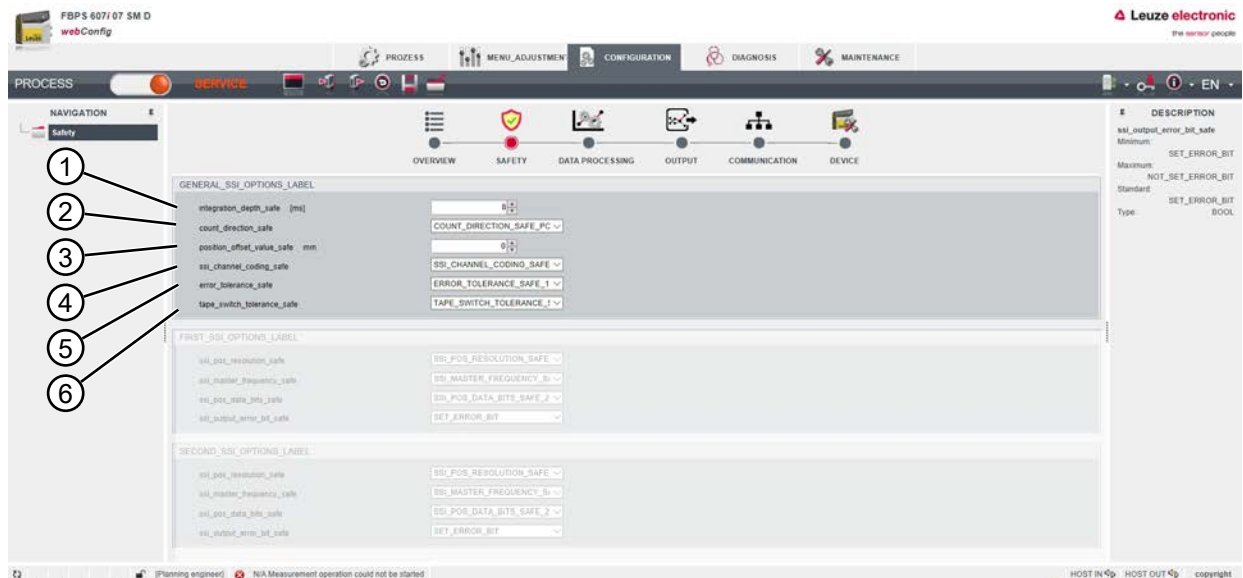 FBPS 607i 07 SM D
webConfig
Leuze electronic
the sensor people
PROZESS
MENU_ADJUSTMEN
CONFIGURATION
DIAGNOSIS
MAINTENANCE
PROCESS
SERVICE
EN
NAVIGATION
Safety
OVERVIEW
SAFETY
DATA PROCESSING
OUTPUT
COMMUNICATION
DEVICE
GENERAL_SSI_OPTIONS_LABEL
1
integration_depth_safe [ms] 8
2
count_direction_safe COUNT_DIRECTION_SAFE_PC
3
position_offset_value_safe mm 0
4
ssi_channel_coding_safe SSI_CHANNEL_CODING_SAFE
5
error_tolerance_safe ERROR_TOLERANCE_SAFE_1
6
tape_switch_tolerance_safe
FIRST_SSI_OPTIONS_LABEL
ssi_pos_resolution_safe SSI_POS_RESOLUTION_SAFE
ssi_master_frequency_safe SSI_MASTER_FREQUENCY_S
ssi_pos_data_bits_safe SSI_POS_DATA_BITS_SAFE_2
ssi_output_error_bit_safe SET_ERROR_BIT
SECOND_SSI_OPTIONS_LABEL
ssi_pos_resolution_safe SSI_POS_RESOLUTION_SAFE
ssi_master_frequency_safe SSI_MASTER_FREQUENCY_S
ssi_pos_data_bits_safe SSI_POS_DATA_BITS_SAFE_2
ssi_output_error_bit_safe SET_ERROR_BIT
DESCRIPTION
ssi_output_error_bit_safe
Minimum:
SET_ERROR_BIT
Maximum:
NOT_SET_ERROR_BIT
Standard
SET_ERROR_BIT
Type: BOOL
[Planning engineer] N/A Measurement operation could not be started
HOST IN HOST OUT copyright